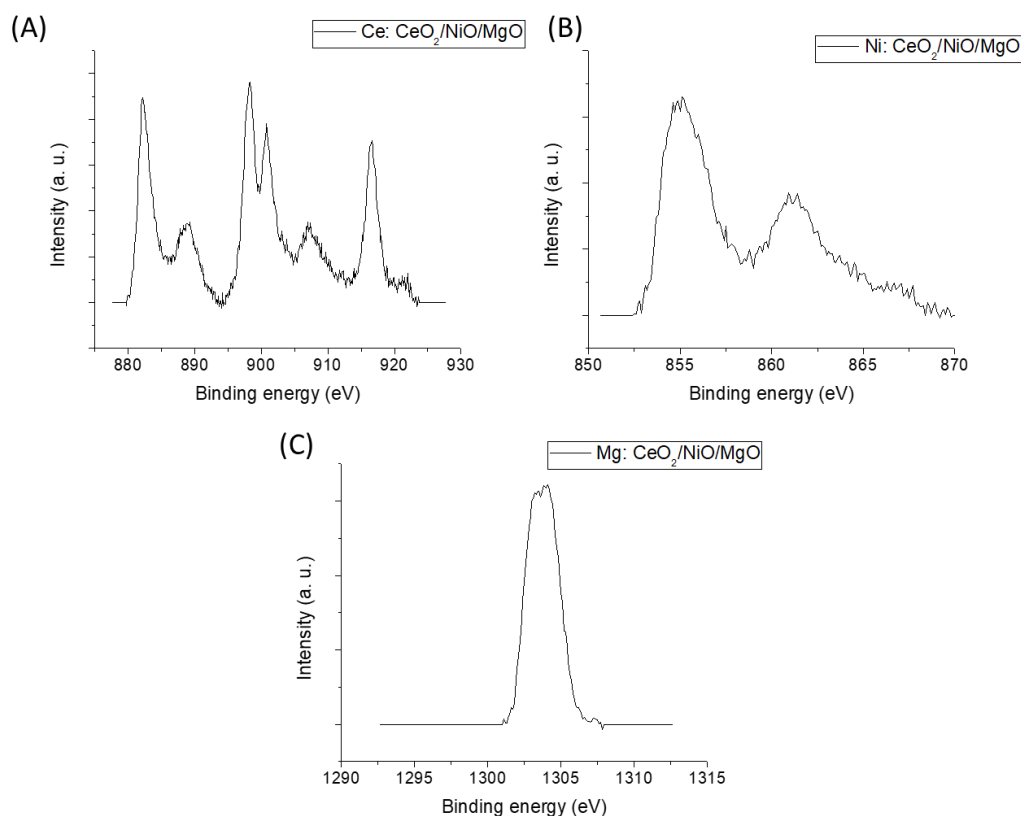 (A)
Ce: CeO₂/NiO/MgO
Intensity (a. u.)
880 890 900 910 920 930
Binding energy (eV)
(B)
Ni: CeO₂/NiO/MgO
Intensity (a. u.)
850 855 860 865 870
Binding energy (eV)
(C)
Mg: CeO₂/NiO/MgO
Intensity (a. u.)
1290 1295 1300 1305 1310 1315
Binding energy (eV)